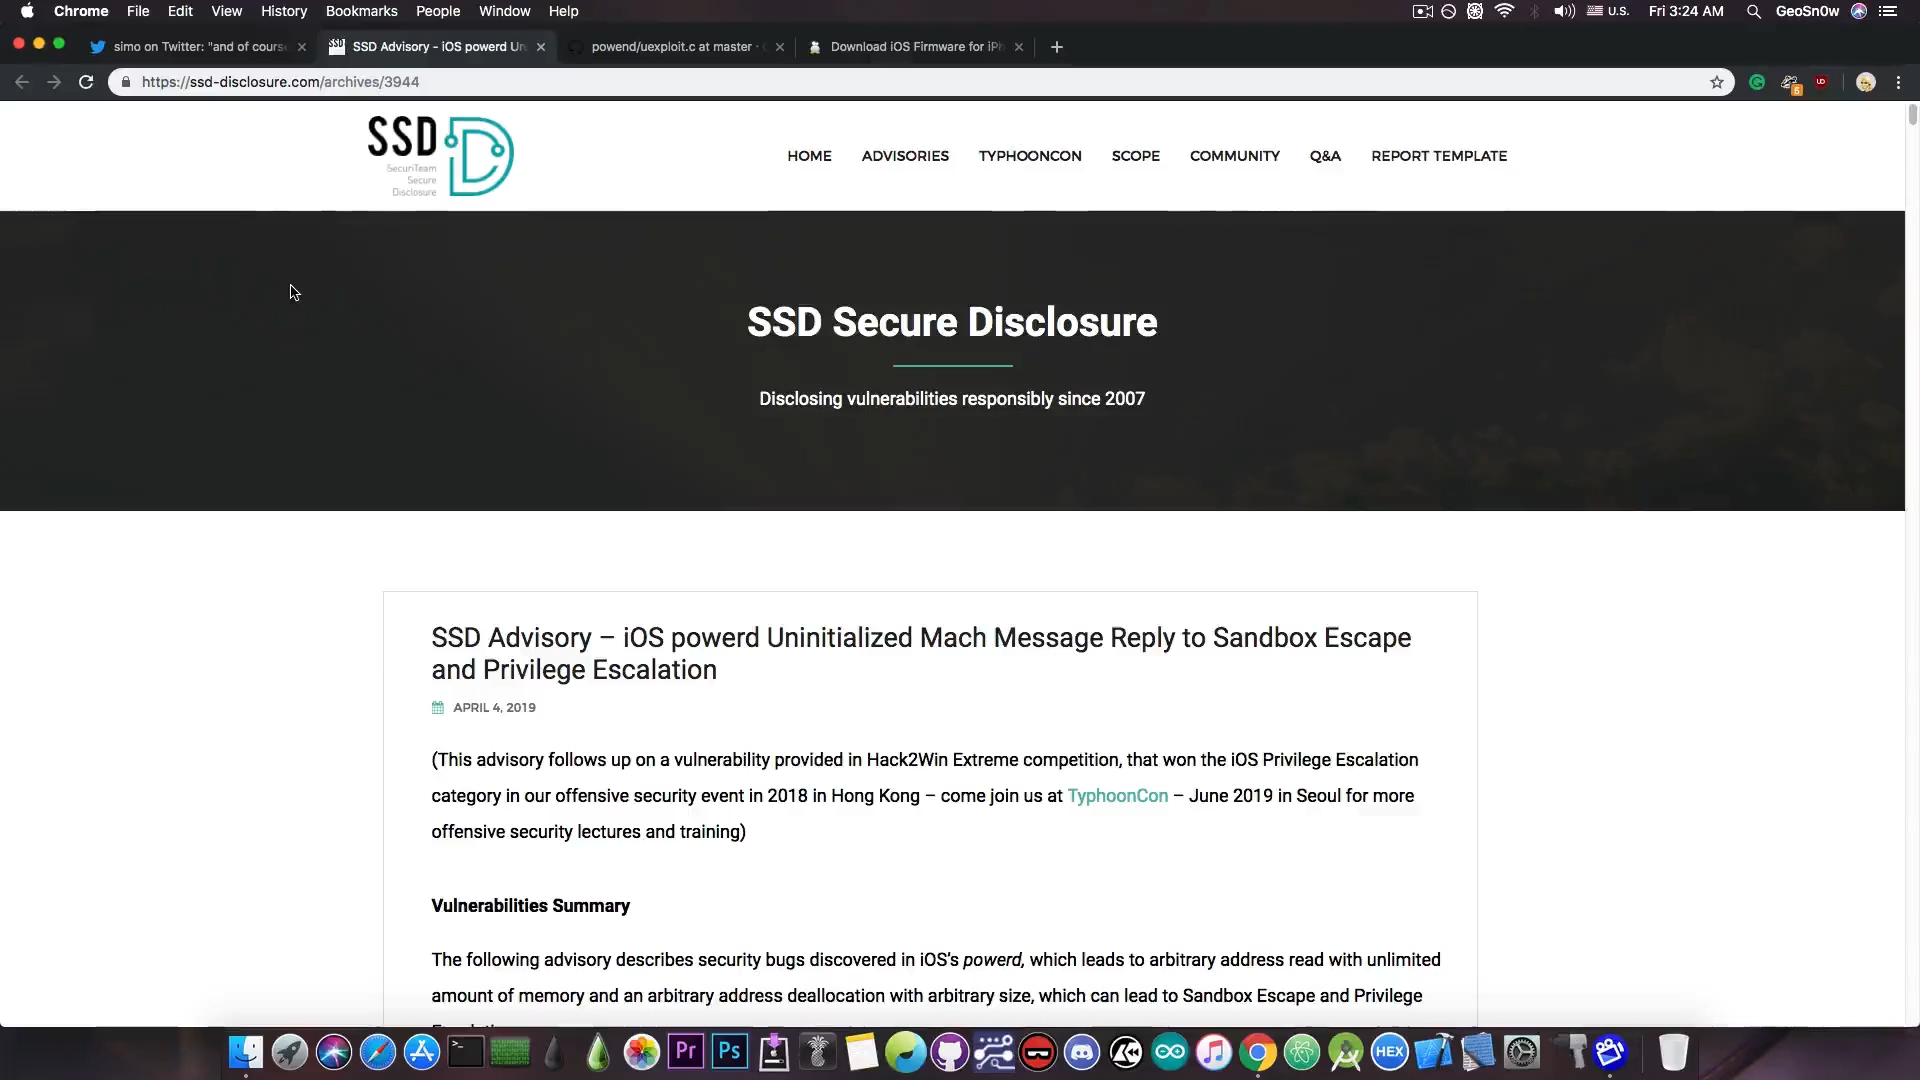 Chrome File Edit View History Bookmarks People Window Help U.S. Fri 3:24 AM GeoSn0w
simo on Twitter: "and of cours SSD Advisory - iOS powerd Un powend/uexploit.c at master · Download iOS Firmware for iPh
https://ssd-disclosure.com/archives/3944
SSD
SecuriTeam
Secure
Disclosure
HOME ADVISORIES TYPHOONCON SCOPE COMMUNITY Q&A REPORT TEMPLATE
SSD Secure Disclosure
Disclosing vulnerabilities responsibly since 2007
SSD Advisory – iOS powerd Uninitialized Mach Message Reply to Sandbox Escape
and Privilege Escalation
APRIL 4, 2019
(This advisory follows up on a vulnerability provided in Hack2Win Extreme competition, that won the iOS Privilege Escalation
category in our offensive security event in 2018 in Hong Kong – come join us at TyphoonCon – June 2019 in Seoul for more
offensive security lectures and training)
Vulnerabilities Summary
The following advisory describes security bugs discovered in iOS's powerd, which leads to arbitrary address read with unlimited
amount of memory and an arbitrary address deallocation with arbitrary size, which can lead to Sandbox Escape and Privilege
Pr Ps HEX